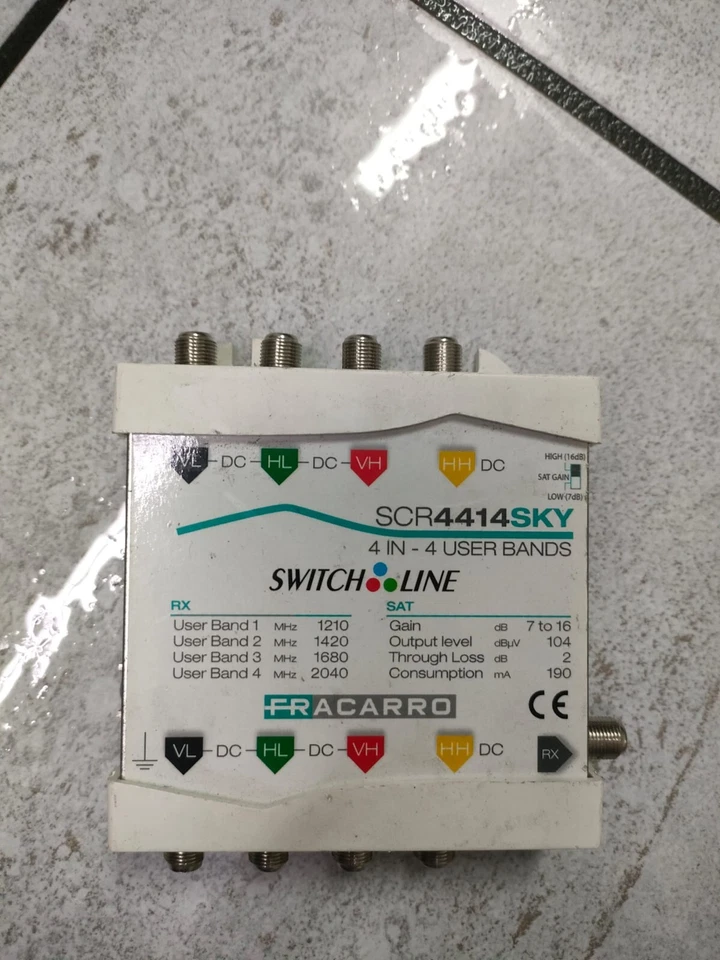 VL DC HL DC VH HH DC
HIGH (16dB)
SAT GAIN
LOW (7dB)
SCR4414SKY
4 IN - 4 USER BANDS
SWITCH LINE
RX SAT
User Band 1 MHz 1210 Gain dB 7 to 16
User Band 2 MHz 1420 Output level dBµV 104
User Band 3 MHz 1680 Through Loss dB 2
User Band 4 MHz 2040 Consumption mA 190
FRACARRO CE
VL DC HL DC VH HH DC RX